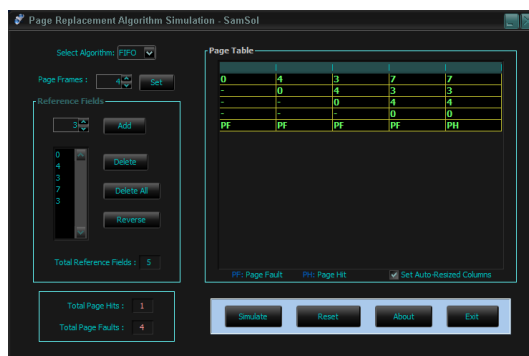 Page Replacement Algorithm Simulation - SamSol
Select Algorithm: FIFO
Page Frames : 4 Set
Reference Fields
3 Add
0
4
3
7
3
Delete
Delete All
Reverse
Total Reference Fields : 5
Total Page Hits : 1
Total Page Faults : 4
Page Table
0 4 3 7 7
- 0 4 3 3
- - 0 4 4
- - - 0 0
PF PF PF PF PH
PF: Page Fault PH: Page Hit Set Auto-Resized Columns
Simulate Reset About Exit